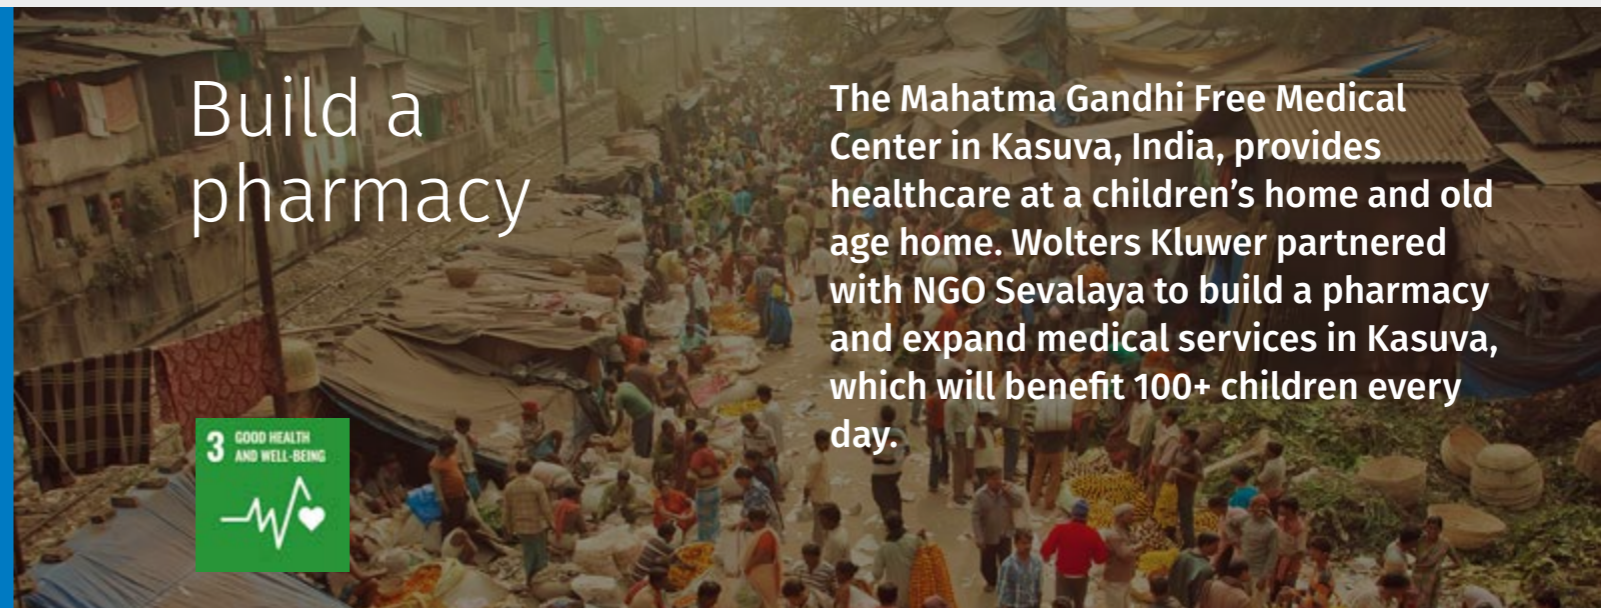 Build a
pharmacy
The Mahatma Gandhi Free Medical
Center in Kasuva, India, provides
healthcare at a children’s home and old
age home. Wolters Kluwer partnered
with NGO Sevalaya to build a pharmacy
and expand medical services in Kasuva,
which will benefit 100+ children every
day.
3 GOOD HEALTH
AND WELL-BEING